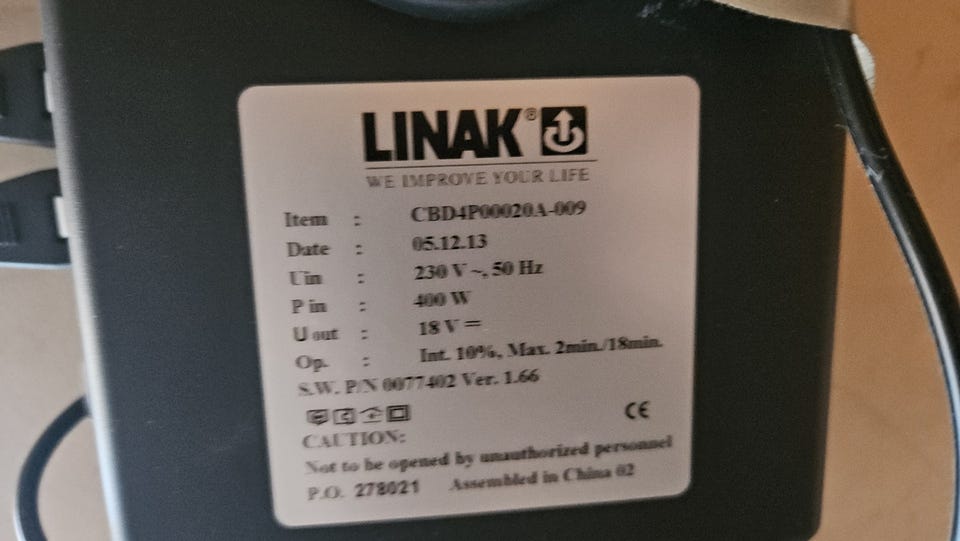 LINAK®
WE IMPROVE YOUR LIFE
Item : CBD4P00020A-009
Date : 05.12.13
Uin : 230 V ~, 50 Hz
P in : 400 W
U out : 18 V ⎓
Op. : Int. 10%, Max. 2min./18min.
S.W. P/N 0077402 Ver. 1.66
CE
CAUTION:
Not to be opened by unauthorized personnel
P.O. 278021 Assembled in China 02